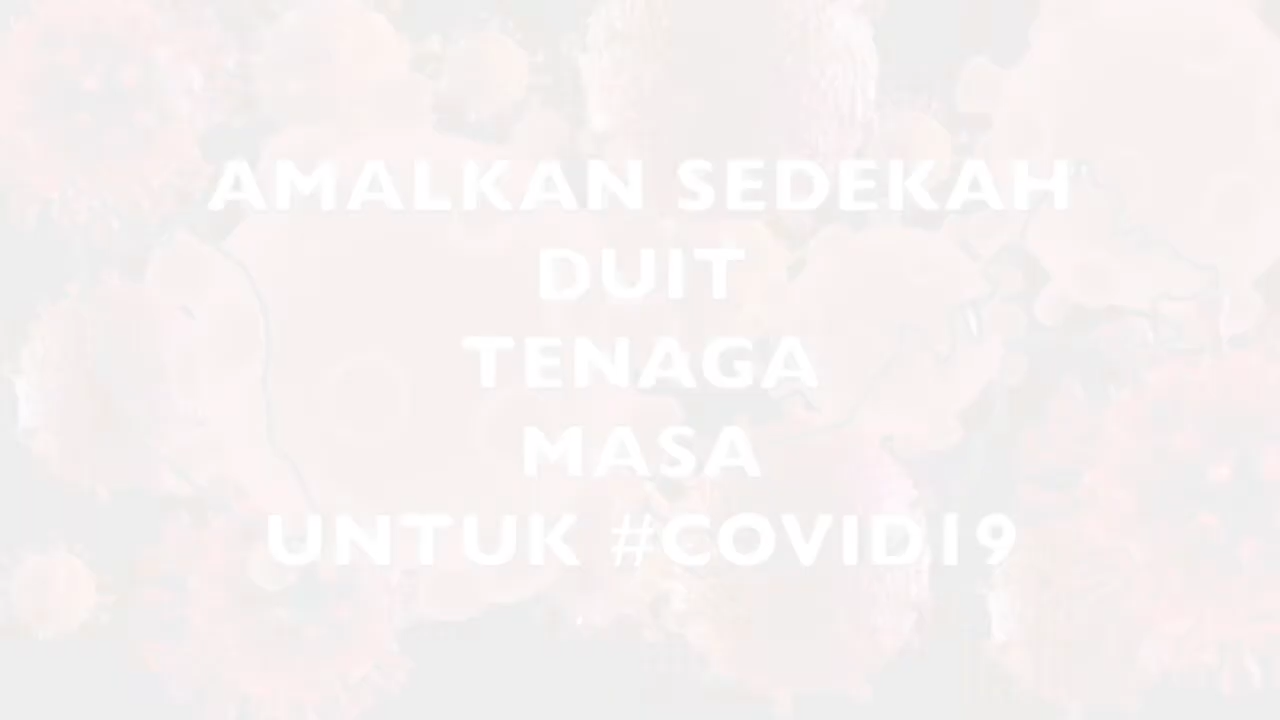 AMALKAN SEDEKAH
DUIT
TENAGA
MASA
UNTUK #COVID19